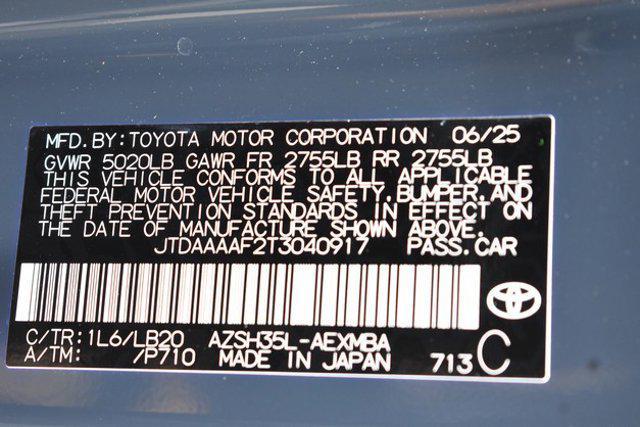 MFD.BY:TOYOTA MOTOR CORPORATION 06/25
GVWR 5020LB GAWR FR 2755LB RR 2755LB
THIS VEHICLE CONFORMS TO ALL APPLICABLE
FEDERAL MOTOR VEHICLE SAFETY,BUMPER,AND
THEFT PREVENTION STANDARDS IN EFFECT ON
THE DATE OF MANUFACTURE SHOWN ABOVE.
JTDAAAAF2T3040917 PASS.CAR
C/TR:1L6/LB20 AZSH35L-AEXMBA
A/TM: /P710 MADE IN JAPAN 713 C